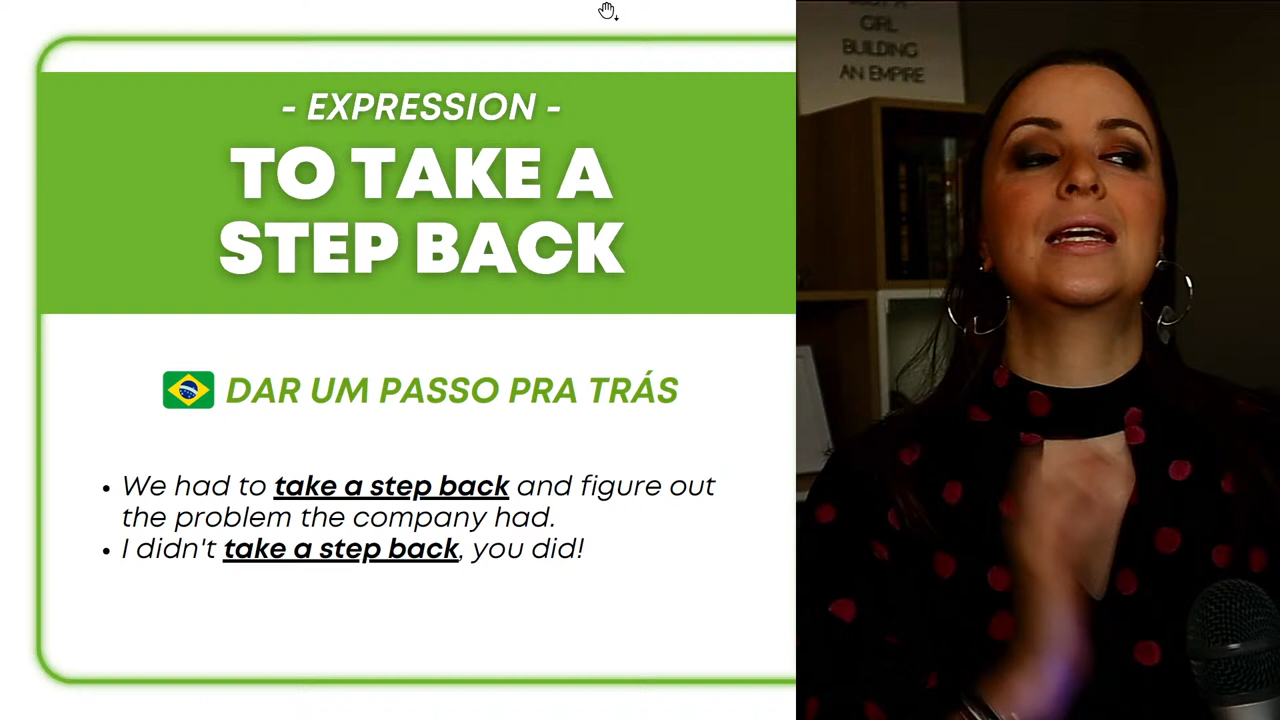 - EXPRESSION -
TO TAKE A
STEP BACK
DAR UM PASSO PRA TRÁS
• We had to take a step back and figure out
the problem the company had.
• I didn't take a step back, you did!
GIRL
BUILDING
AN EMPIRE